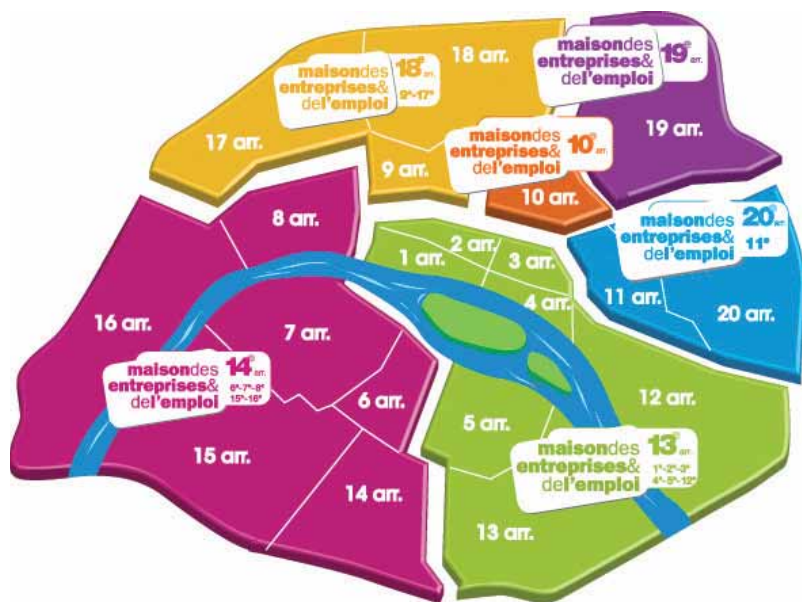 18 arr.
maisondes
entreprises&
del'emploi
18e arr.
9e-17e
17 arr.
9 arr.
maisondes
entreprises&
del'emploi
19e arr.
19 arr.
maisondes
entreprises&
del'emploi
10e arr.
10 arr.
8 arr.
maisondes
entreprises&
del'emploi
20e arr.
11e
11 arr.
20 arr.
1 arr.
2 arr.
3 arr.
4 arr.
16 arr.
7 arr.
maisondes
entreprises&
del'emploi
14e arr.
6e-7e-8e
15e-16e
6 arr.
15 arr.
14 arr.
12 arr.
5 arr.
maisondes
entreprises&
del'emploi
13e arr.
1e-2e-3e
4e-5e-12e
13 arr.